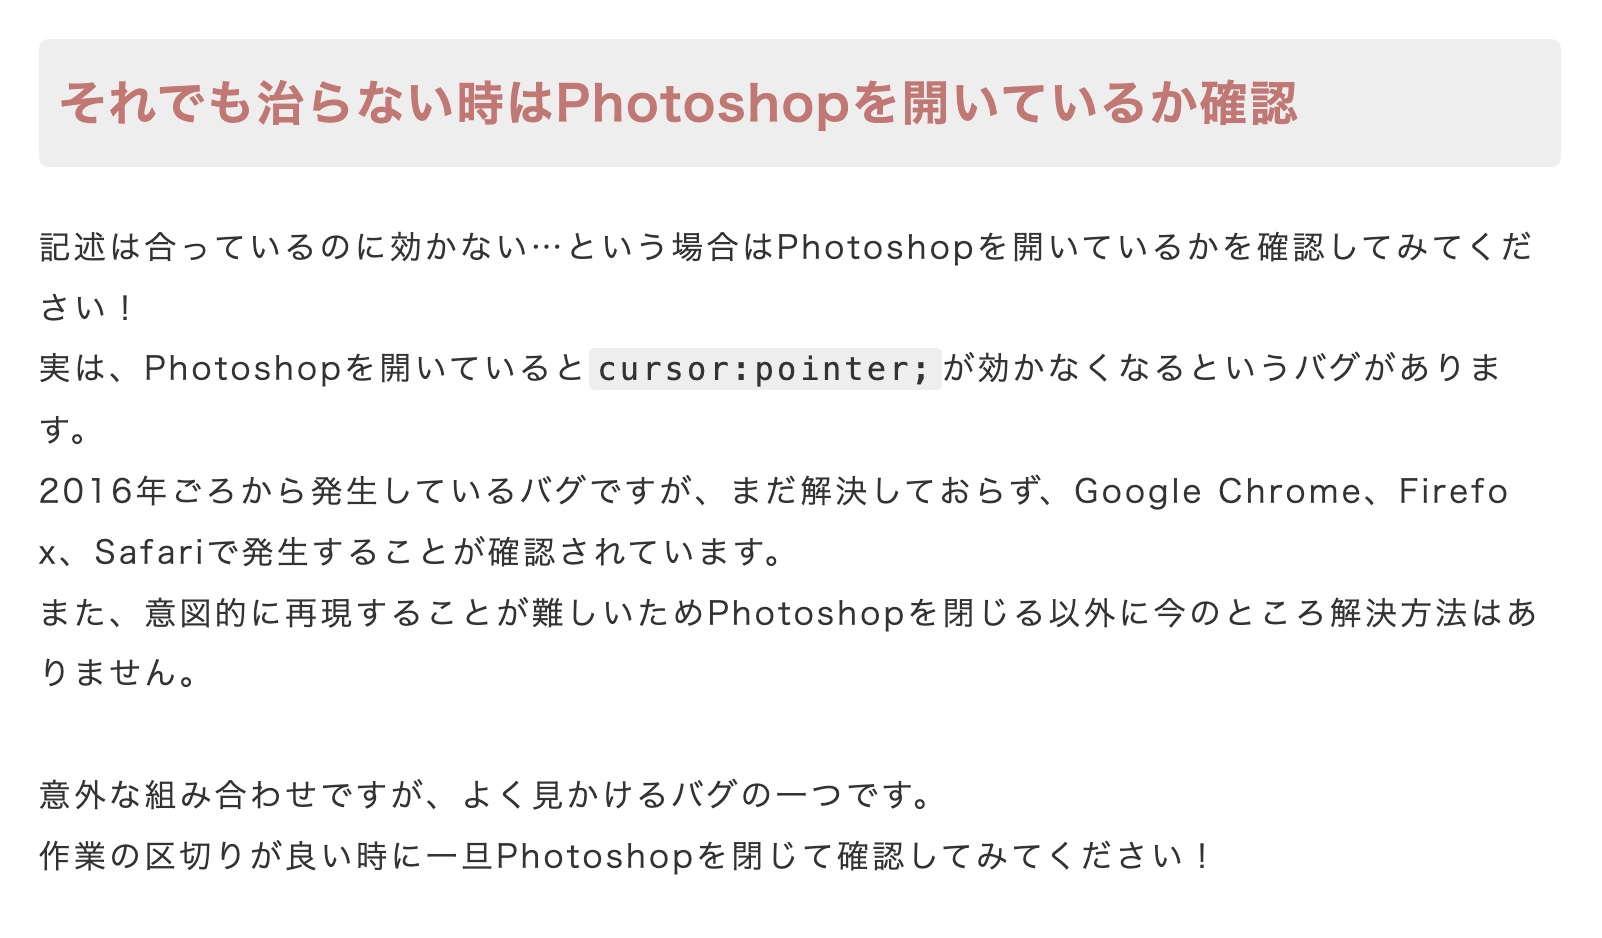 それでも治らない時はPhotoshopを開いているか確認
記述は合っているのに効かない…という場合はPhotoshopを開いているかを確認してみてくだ
さい！
実は、Photoshopを開いているとcursor:pointer;が効かなくなるというバグがありま
す。
2016年ごろから発生しているバグですが、まだ解決しておらず、Google Chrome、Firefo
x、Safariで発生することが確認されています。
また、意図的に再現することが難しいためPhotoshopを閉じる以外に今のところ解決方法はあ
りません。
意外な組み合わせですが、よく見かけるバグの一つです。
作業の区切りが良い時に一旦Photoshopを閉じて確認してみてください！